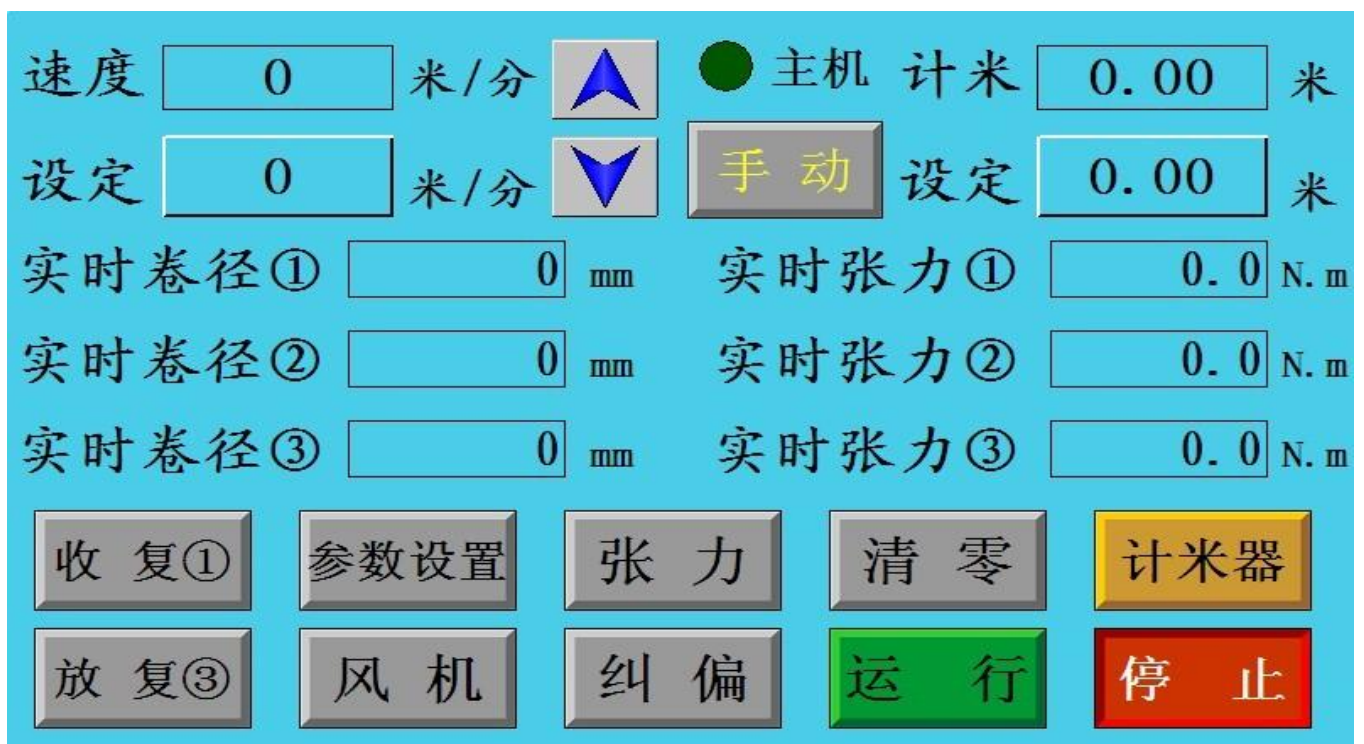 速度 0 米/分 主机 计米 0.00 米
设定 0 米/分 手 动 设定 0.00 米
实时卷径① 0 mm 实时张力① 0.0 N.m
实时卷径② 0 mm 实时张力② 0.0 N.m
实时卷径③ 0 mm 实时张力③ 0.0 N.m
收 复① 参数设置 张 力 清 零 计米器
放 复③ 风 机 纠 偏 运 行 停 止